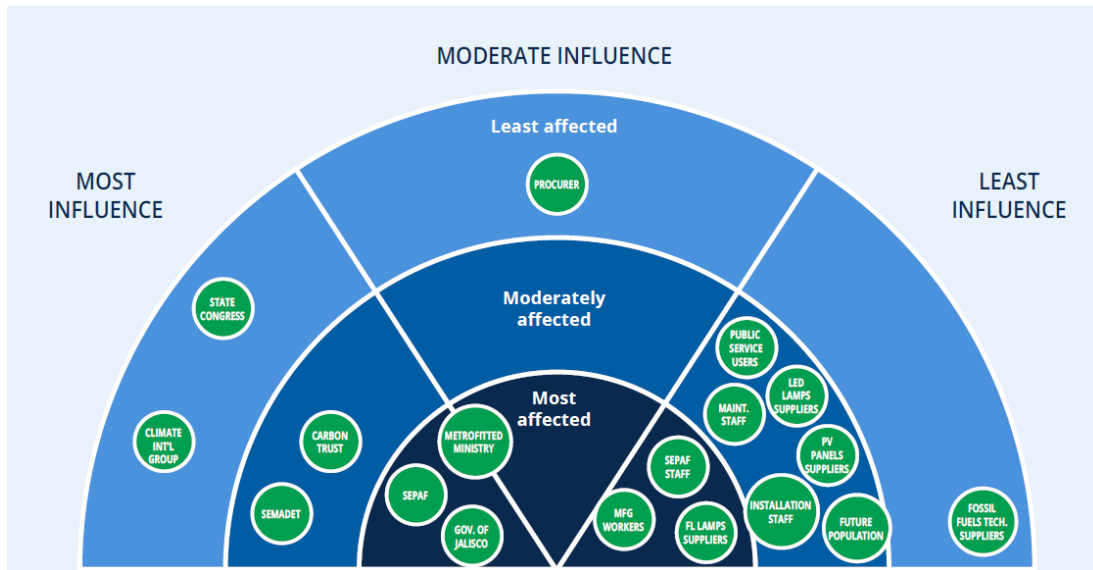 MODERATE INFLUENCE
Least affected
PROCURER
MOST
INFLUENCE
LEAST
INFLUENCE
STATE
CONGRESS
CLIMATE
INT'L
GROUP
Moderately
affected
CARBON
TRUST
SEMADET
PUBLIC
SERVICE
USERS
LED
LAMPS
SUPPLIERS
MAINT.
STAFF
PV
PANELS
SUPPLIERS
INSTALLATION
STAFF
FUTURE
POPULATION
FOSSIL
FUELS TECH.
SUPPLIERS
Most
affected
METROFITTED
MINISTRY
SEPAF
GOV. OF
JALISCO
SEPAF
STAFF
MFG
WORKERS
FL LAMPS
SUPPLIERS